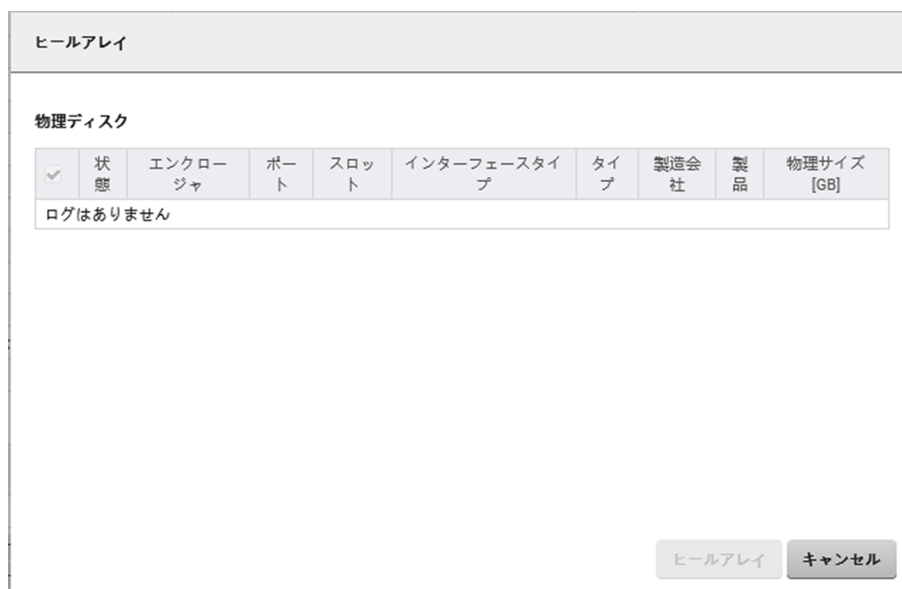 ヒールアレイ
物理ディスク
状態 エンクロージャ ポート スロット インターフェースタイプ タイプ 製造会社 製品 物理サイズ [GB]
ログはありません
ヒールアレイ キャンセル